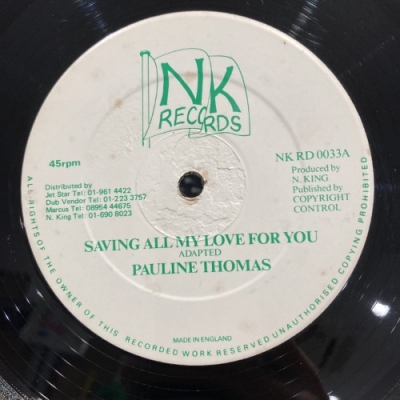 NK
RECORDS
45rpm
NK RD 0033A
Distributed by
Jet Star Tel: 01-961 4422
Dub Vendor Tel: 01-223 3757
Marcus Tel: 08954 44675
N. King Tel: 01-690 8023
Produced by
N. KING
Published by
COPYRIGHT
CONTROL
SAVING ALL MY LOVE FOR YOU
ADAPTED
PAULINE THOMAS
MADE IN ENGLAND
ALL RIGHTS OF THE OWNER OF THIS RECORDED WORK RESERVED UNAUTHORISED COPYING PROHIBITED